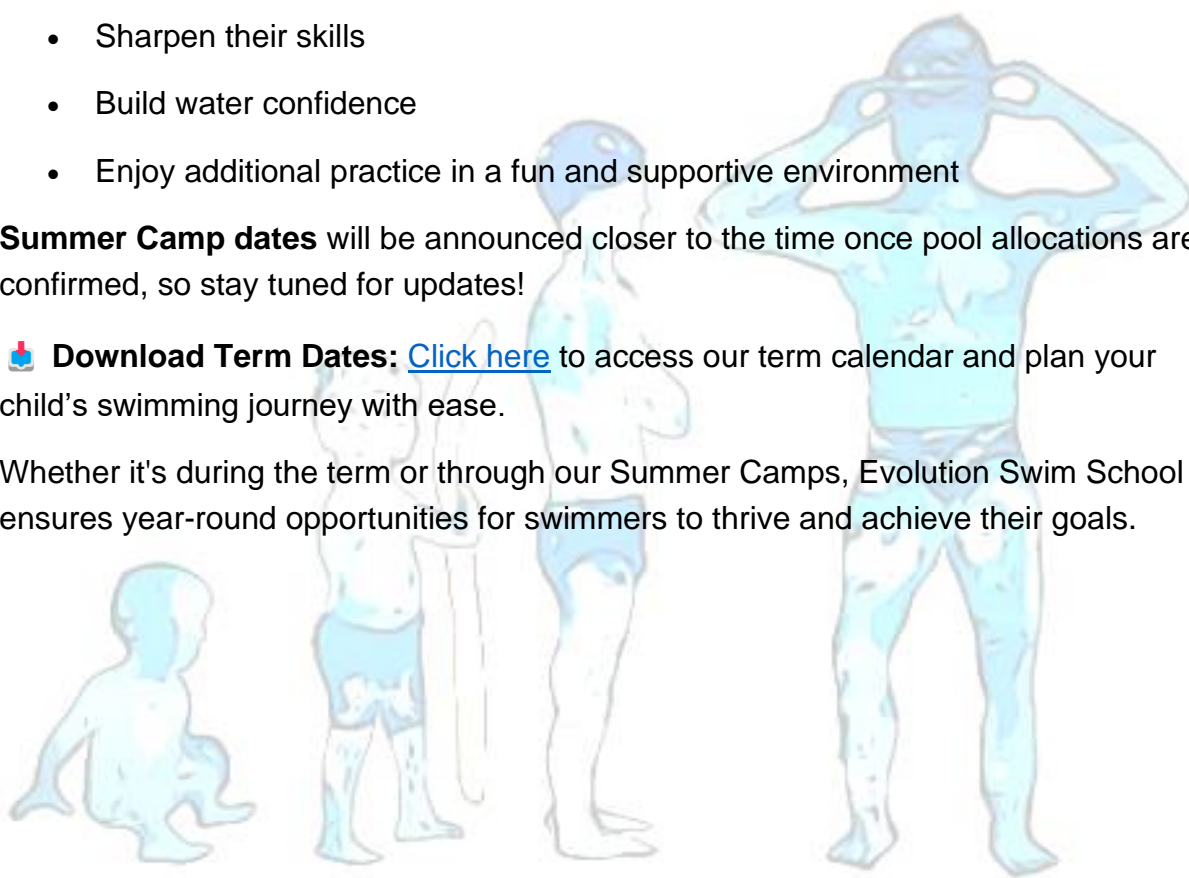 • Sharpen their skills
• Build water confidence
• Enjoy additional practice in a fun and supportive environment
Summer Camp dates will be announced closer to the time once pool allocations are
confirmed, so stay tuned for updates!
📥 Download Term Dates: Click here to access our term calendar and plan your
child’s swimming journey with ease.
Whether it's during the term or through our Summer Camps, Evolution Swim School
ensures year-round opportunities for swimmers to thrive and achieve their goals.